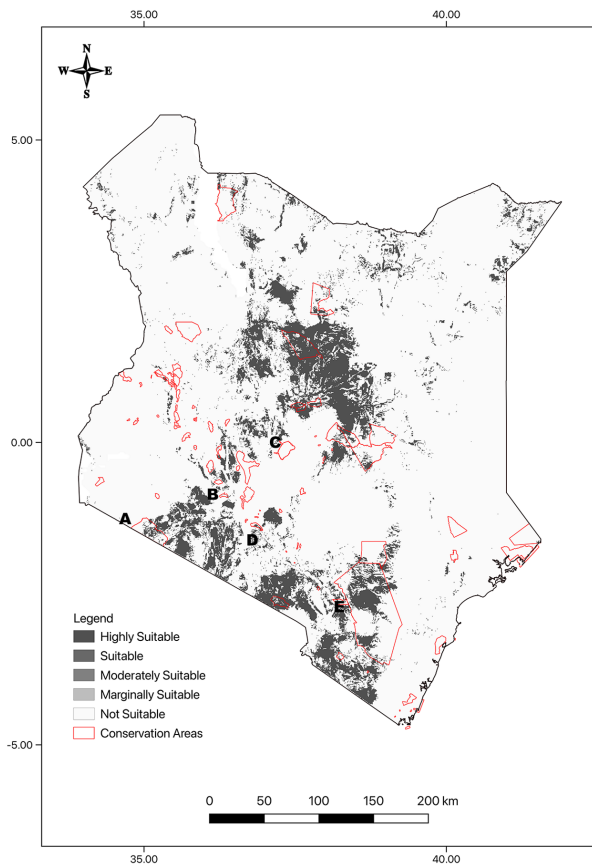 35.00
40.00
N
W
E
S
5.00
0.00
C
B
A
D
E
Legend
Highly Suitable
Suitable
Moderately Suitable
Marginally Suitable
Not Suitable
Conservation Areas
-5.00
0 50 100 150 200 km
35.00
40.00